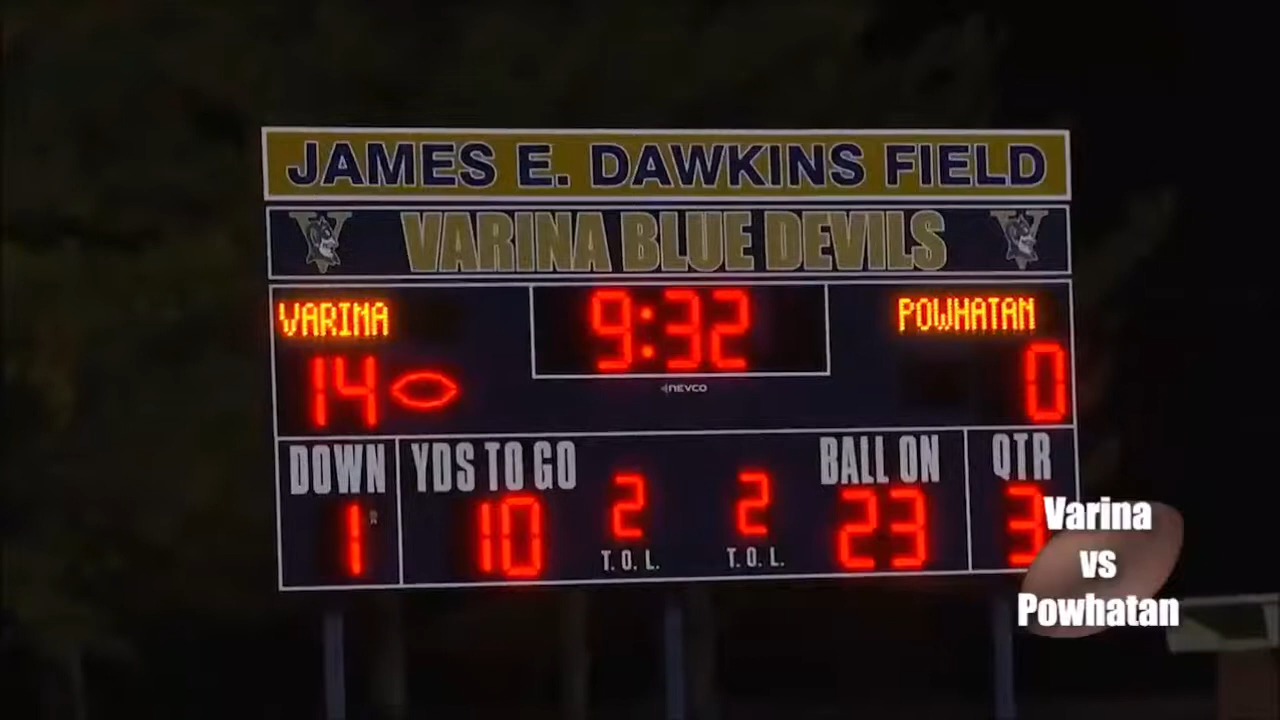 JAMES E. DAWKINS FIELD
V VARINA BLUE DEVILS V
VARINA 9:32 POWHATAN
14 0
NEVCO
DOWN YDS TO GO BALL ON QTR
1 10 2 2 23 3
T. O. L. T. O. L.
Varina
vs
Powhatan